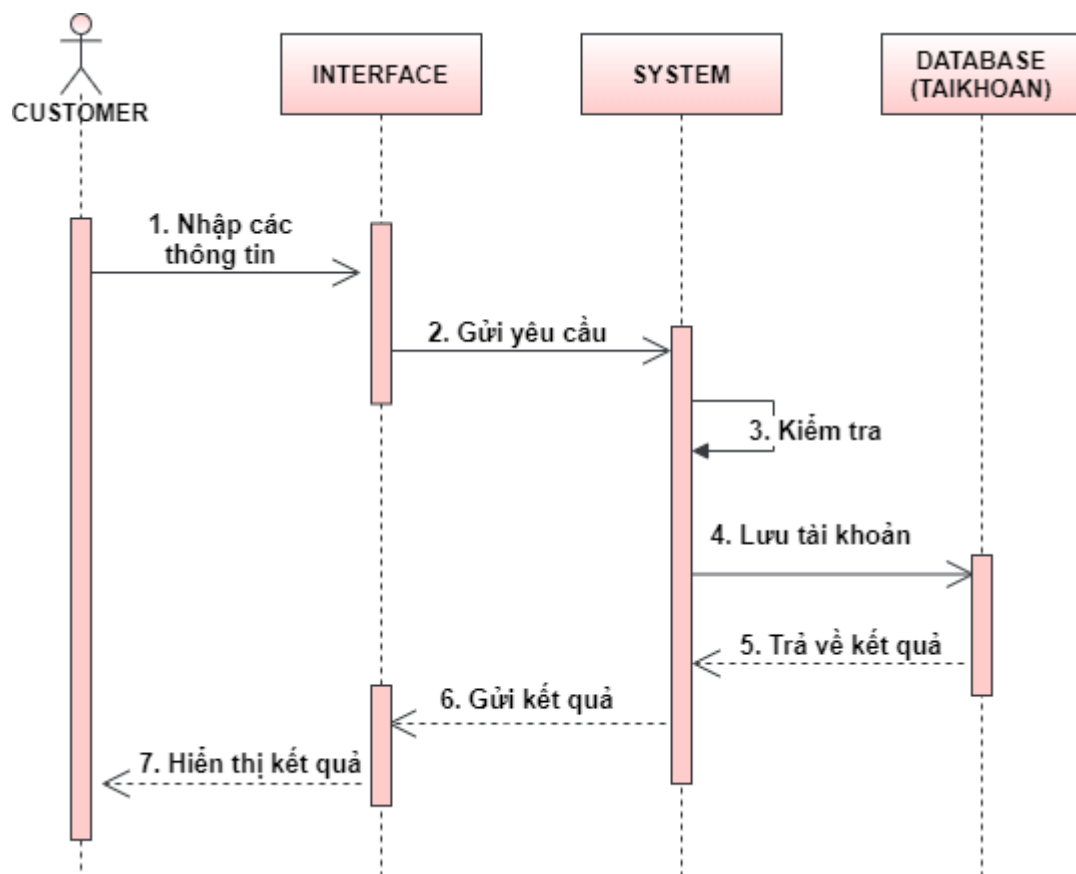 CUSTOMER
INTERFACE
SYSTEM
DATABASE
(TAIKHOAN)
1. Nhập các
thông tin
2. Gửi yêu cầu
3. Kiểm tra
4. Lưu tài khoản
5. Trả về kết quả
6. Gửi kết quả
7. Hiển thị kết quả